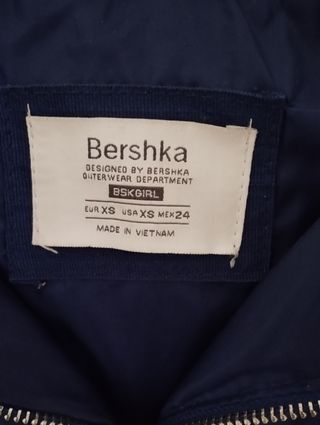 Bershka
DESIGNED BY BERSHKA
OUTERWEAR DEPARTMENT
BSKGIRL
EUR XS USA XS MEX 24
MADE IN VIETNAM